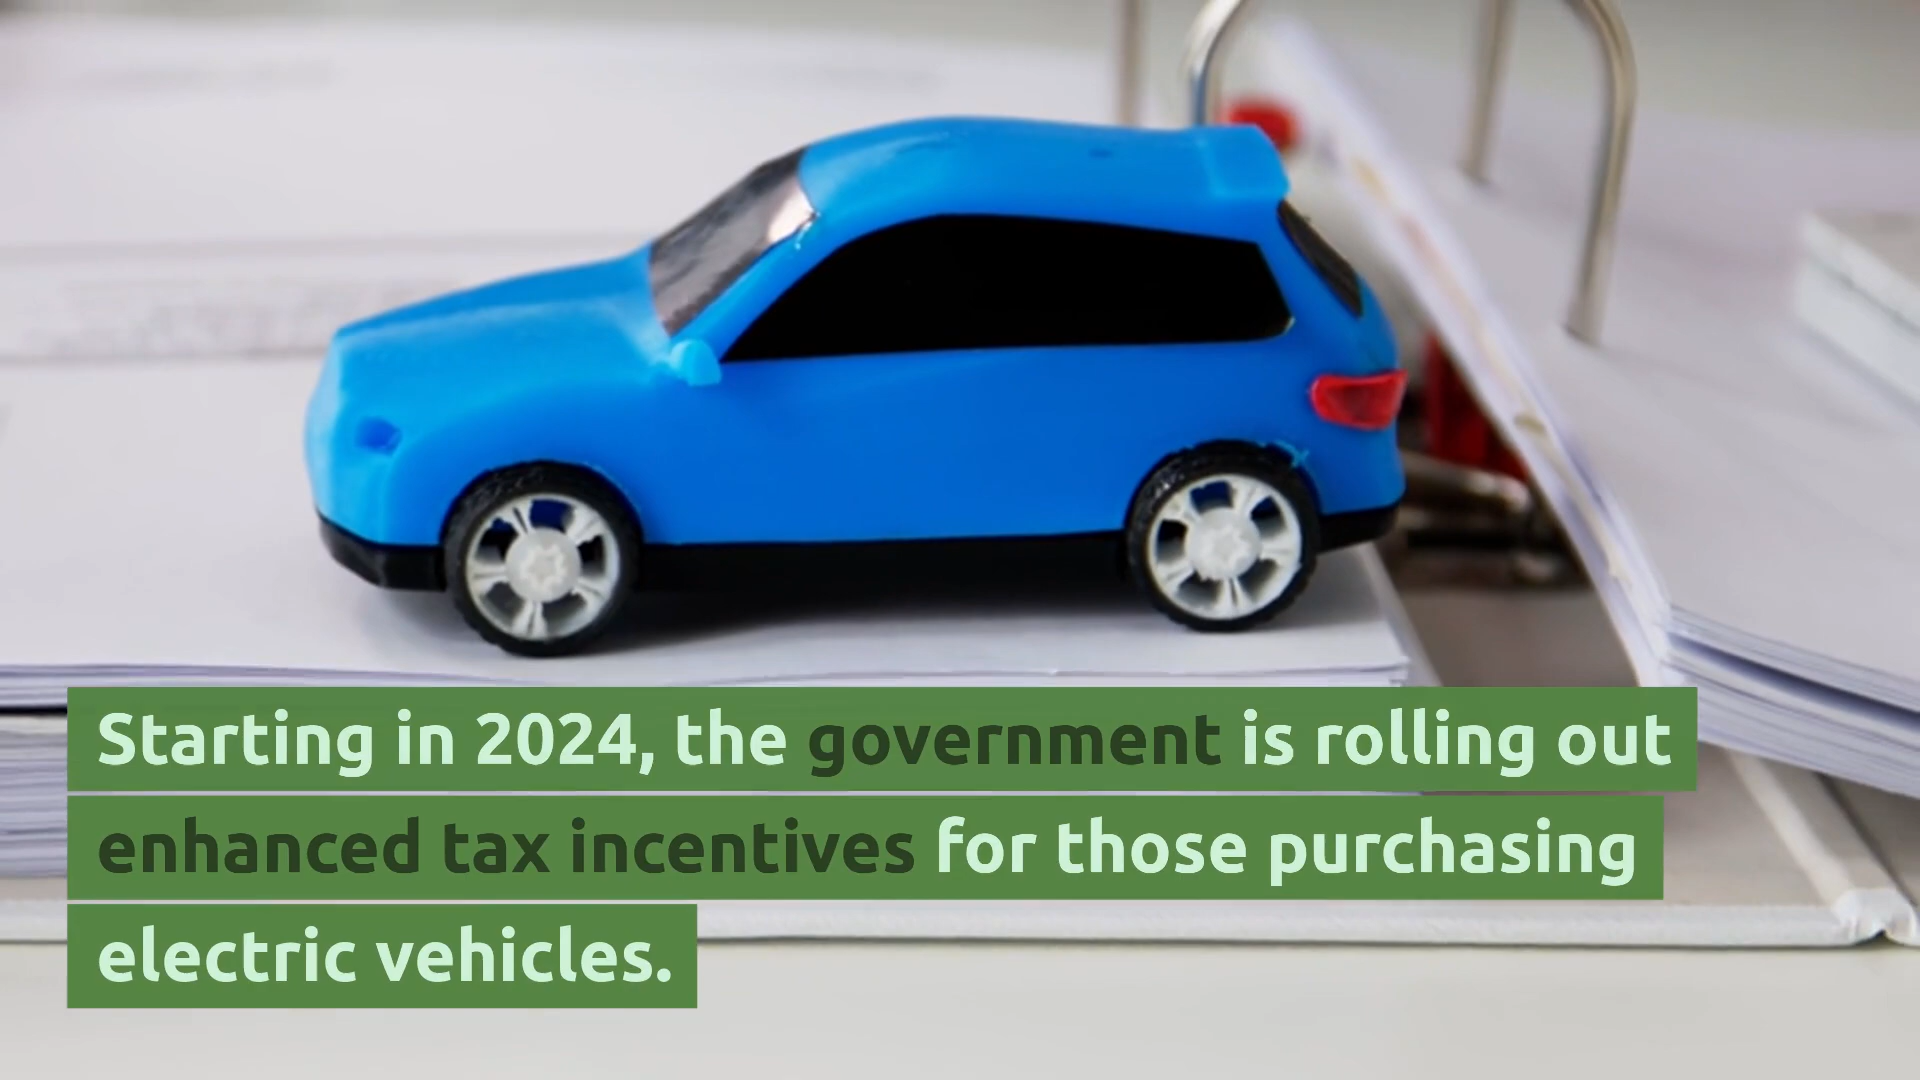 Starting in 2024, the government is rolling out
enhanced tax incentives for those purchasing
electric vehicles.